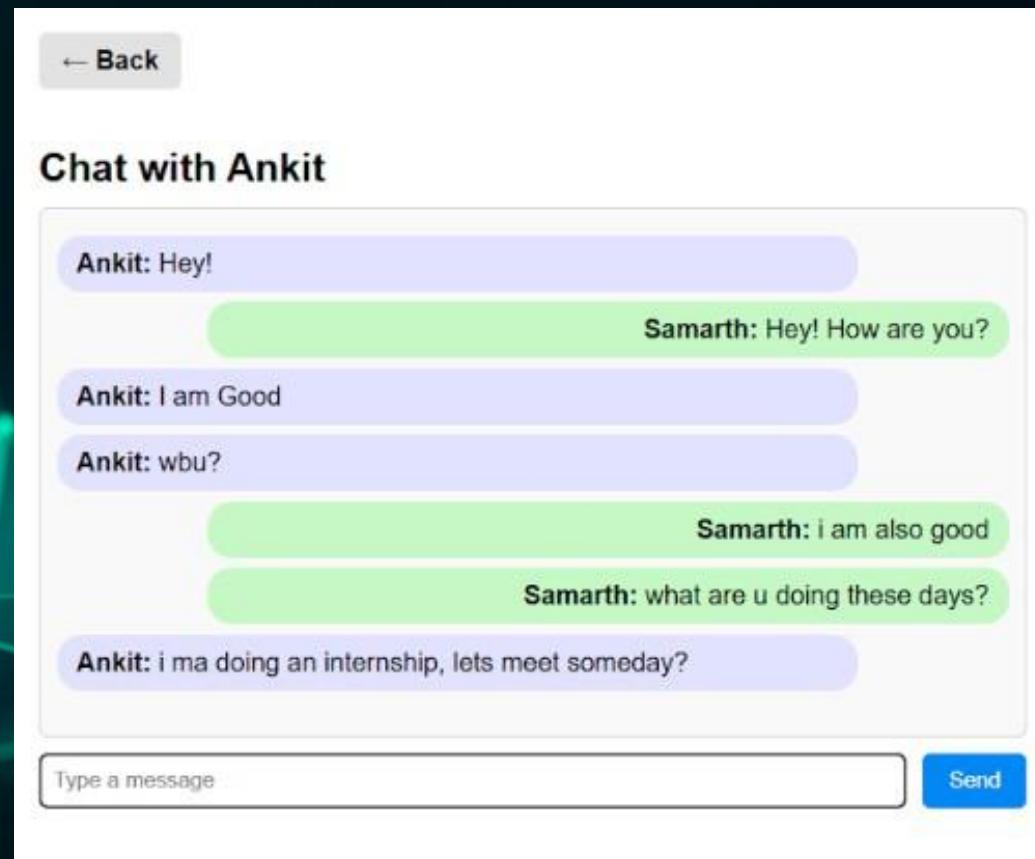 ← Back
Chat with Ankit
Ankit: Hey!
Samarth: Hey! How are you?
Ankit: I am Good
Ankit: wbu?
Samarth: i am also good
Samarth: what are u doing these days?
Ankit: i ma doing an internship, lets meet someday?
Type a message
Send